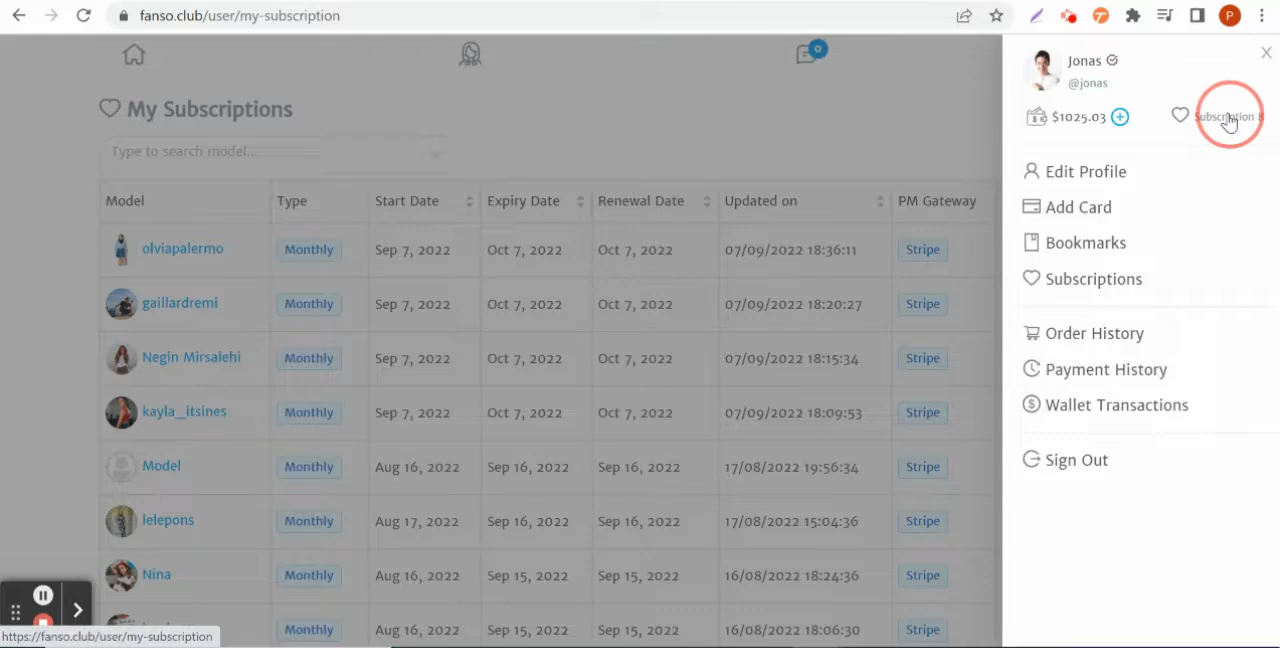 fanso.club/user/my-subscription
P
0
My Subscriptions
Type to search model...
Model Type Start Date Expiry Date Renewal Date Updated on PM Gateway
olviapalermo Monthly Sep 7, 2022 Oct 7, 2022 Oct 7, 2022 07/09/2022 18:36:11 Stripe
gaillardremi Monthly Sep 7, 2022 Oct 7, 2022 Oct 7, 2022 07/09/2022 18:20:27 Stripe
Negin Mirsalehi Monthly Sep 7, 2022 Oct 7, 2022 Oct 7, 2022 07/09/2022 18:15:34 Stripe
kayla_itsines Monthly Sep 7, 2022 Oct 7, 2022 Oct 7, 2022 07/09/2022 18:09:53 Stripe
Model Monthly Aug 16, 2022 Sep 16, 2022 Sep 16, 2022 17/08/2022 19:56:34 Stripe
lelepons Monthly Aug 17, 2022 Sep 16, 2022 Sep 16, 2022 17/08/2022 15:04:36 Stripe
Nina Monthly Aug 16, 2022 Sep 15, 2022 Sep 15, 2022 16/08/2022 18:24:36 Stripe
Monthly Aug 16, 2022 Sep 15, 2022 Sep 15, 2022 16/08/2022 18:06:30 Stripe
https://fanso.club/user/my-subscription
Jonas
@jonas
$1025.03
Subscription 8
Edit Profile
Add Card
Bookmarks
Subscriptions
Order History
Payment History
Wallet Transactions
Sign Out